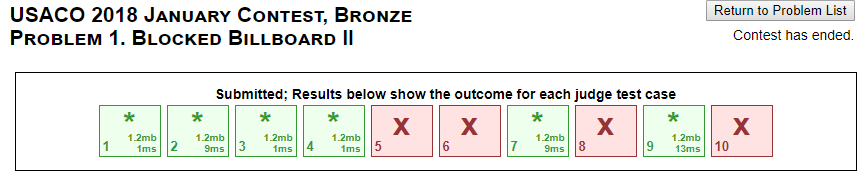 USACO 2018 January Contest, Bronze
Problem 1. Blocked Billboard II
Return to Problem List
Contest has ended.
Submitted; Results below show the outcome for each judge test case
* * * * X X * X * X
1.2mb 1.2mb 1.2mb 1.2mb 1.2mb 1.2mb
1 1ms 2 9ms 3 1ms 4 1ms 5 6 7 9ms 8 9 13ms 10